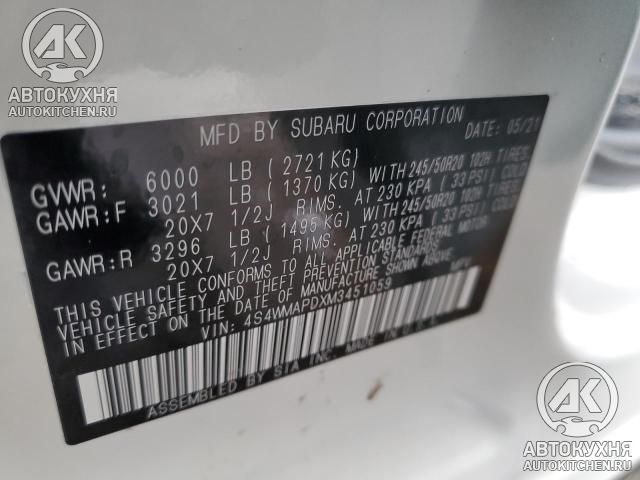 AK
АВТОКУХНЯ
AUTOKITCHEN.RU
MFD BY SUBARU CORPORATION DATE: 05/21
GVWR: 6000 LB ( 2721 KG)
GAWR:F 3021 LB ( 1370 KG) WITH 245/50R20 102H TIRES,
20X7 1/2J RIMS. AT 230 KPA ( 33 PSI) COLD
GAWR:R 3296 LB ( 1495 KG) WITH 245/50R20 102H TIRES,
20X7 1/2J RIMS. AT 230 KPA ( 33 PSI) COLD
THIS VEHICLE CONFORMS TO ALL APPLICABLE FEDERAL MOTOR
VEHICLE SAFETY, BUMPER, AND THEFT PREVENTION STANDARDS
IN EFFECT ON THE DATE OF MANUFACTURE SHOWN ABOVE.
VIN: 4S4WMAPDXM3451059 MPV
ASSEMBLED BY SIA INC. MADE IN U.S.A.
AK
АВТОКУХНЯ
AUTOKITCHEN.RU